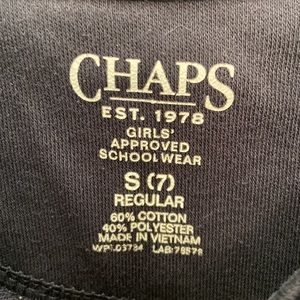 CHAPS
EST. 1978
GIRLS'
APPROVED
SCHOOLWEAR
S (7)
REGULAR
60% COTTON
40% POLYESTER
MADE IN VIETNAM